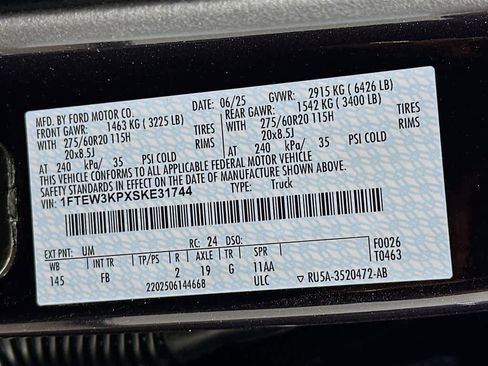 MFD. BY FORD MOTOR CO. DATE: 06/25 GVWR: 2915 KG ( 6426 LB)
FRONT GAWR: 1463 KG ( 3225 LB) REAR GAWR: 1542 KG ( 3400 LB)
WITH 275/60R20 115H TIRES WITH 275/60R20 115H TIRES
20x8.5J RIMS 20x8.5J RIMS
AT 240 kPa/ 35 PSI COLD AT 240 kPa/ 35 PSI COLD
THIS VEHICLE CONFORMS TO ALL APPLICABLE FEDERAL MOTOR VEHICLE
SAFETY AND THEFT PREVENTION STANDARDS IN EFFECT ON THE DATE OF MANUFACTURE SHOWN ABOVE.
VIN: 1FTEW3KPXSKE31744 TYPE: Truck
EXT PNT: UM RC: 24 DSO: F0026
WB INT TR TP/PS R AXLE TR SPR T0463
145 FB 2 19 G 11AA
2202506144668 ULC ▽ RU5A-3520472-AB